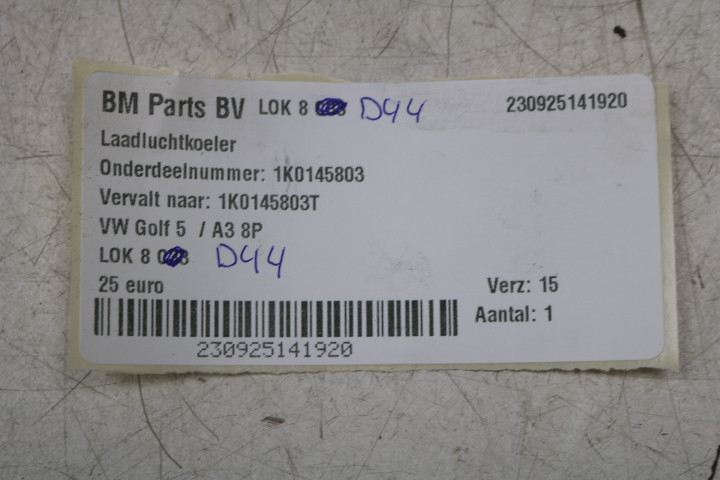 BM Parts BV LOK 8 D44 230925141920
Laadluchtkoeler
Onderdeelnummer: 1K0145803
Vervalt naar: 1K0145803T
VW Golf 5 / A3 8P
LOK 8 D44
25 euro Verz: 15
Aantal: 1
230925141920